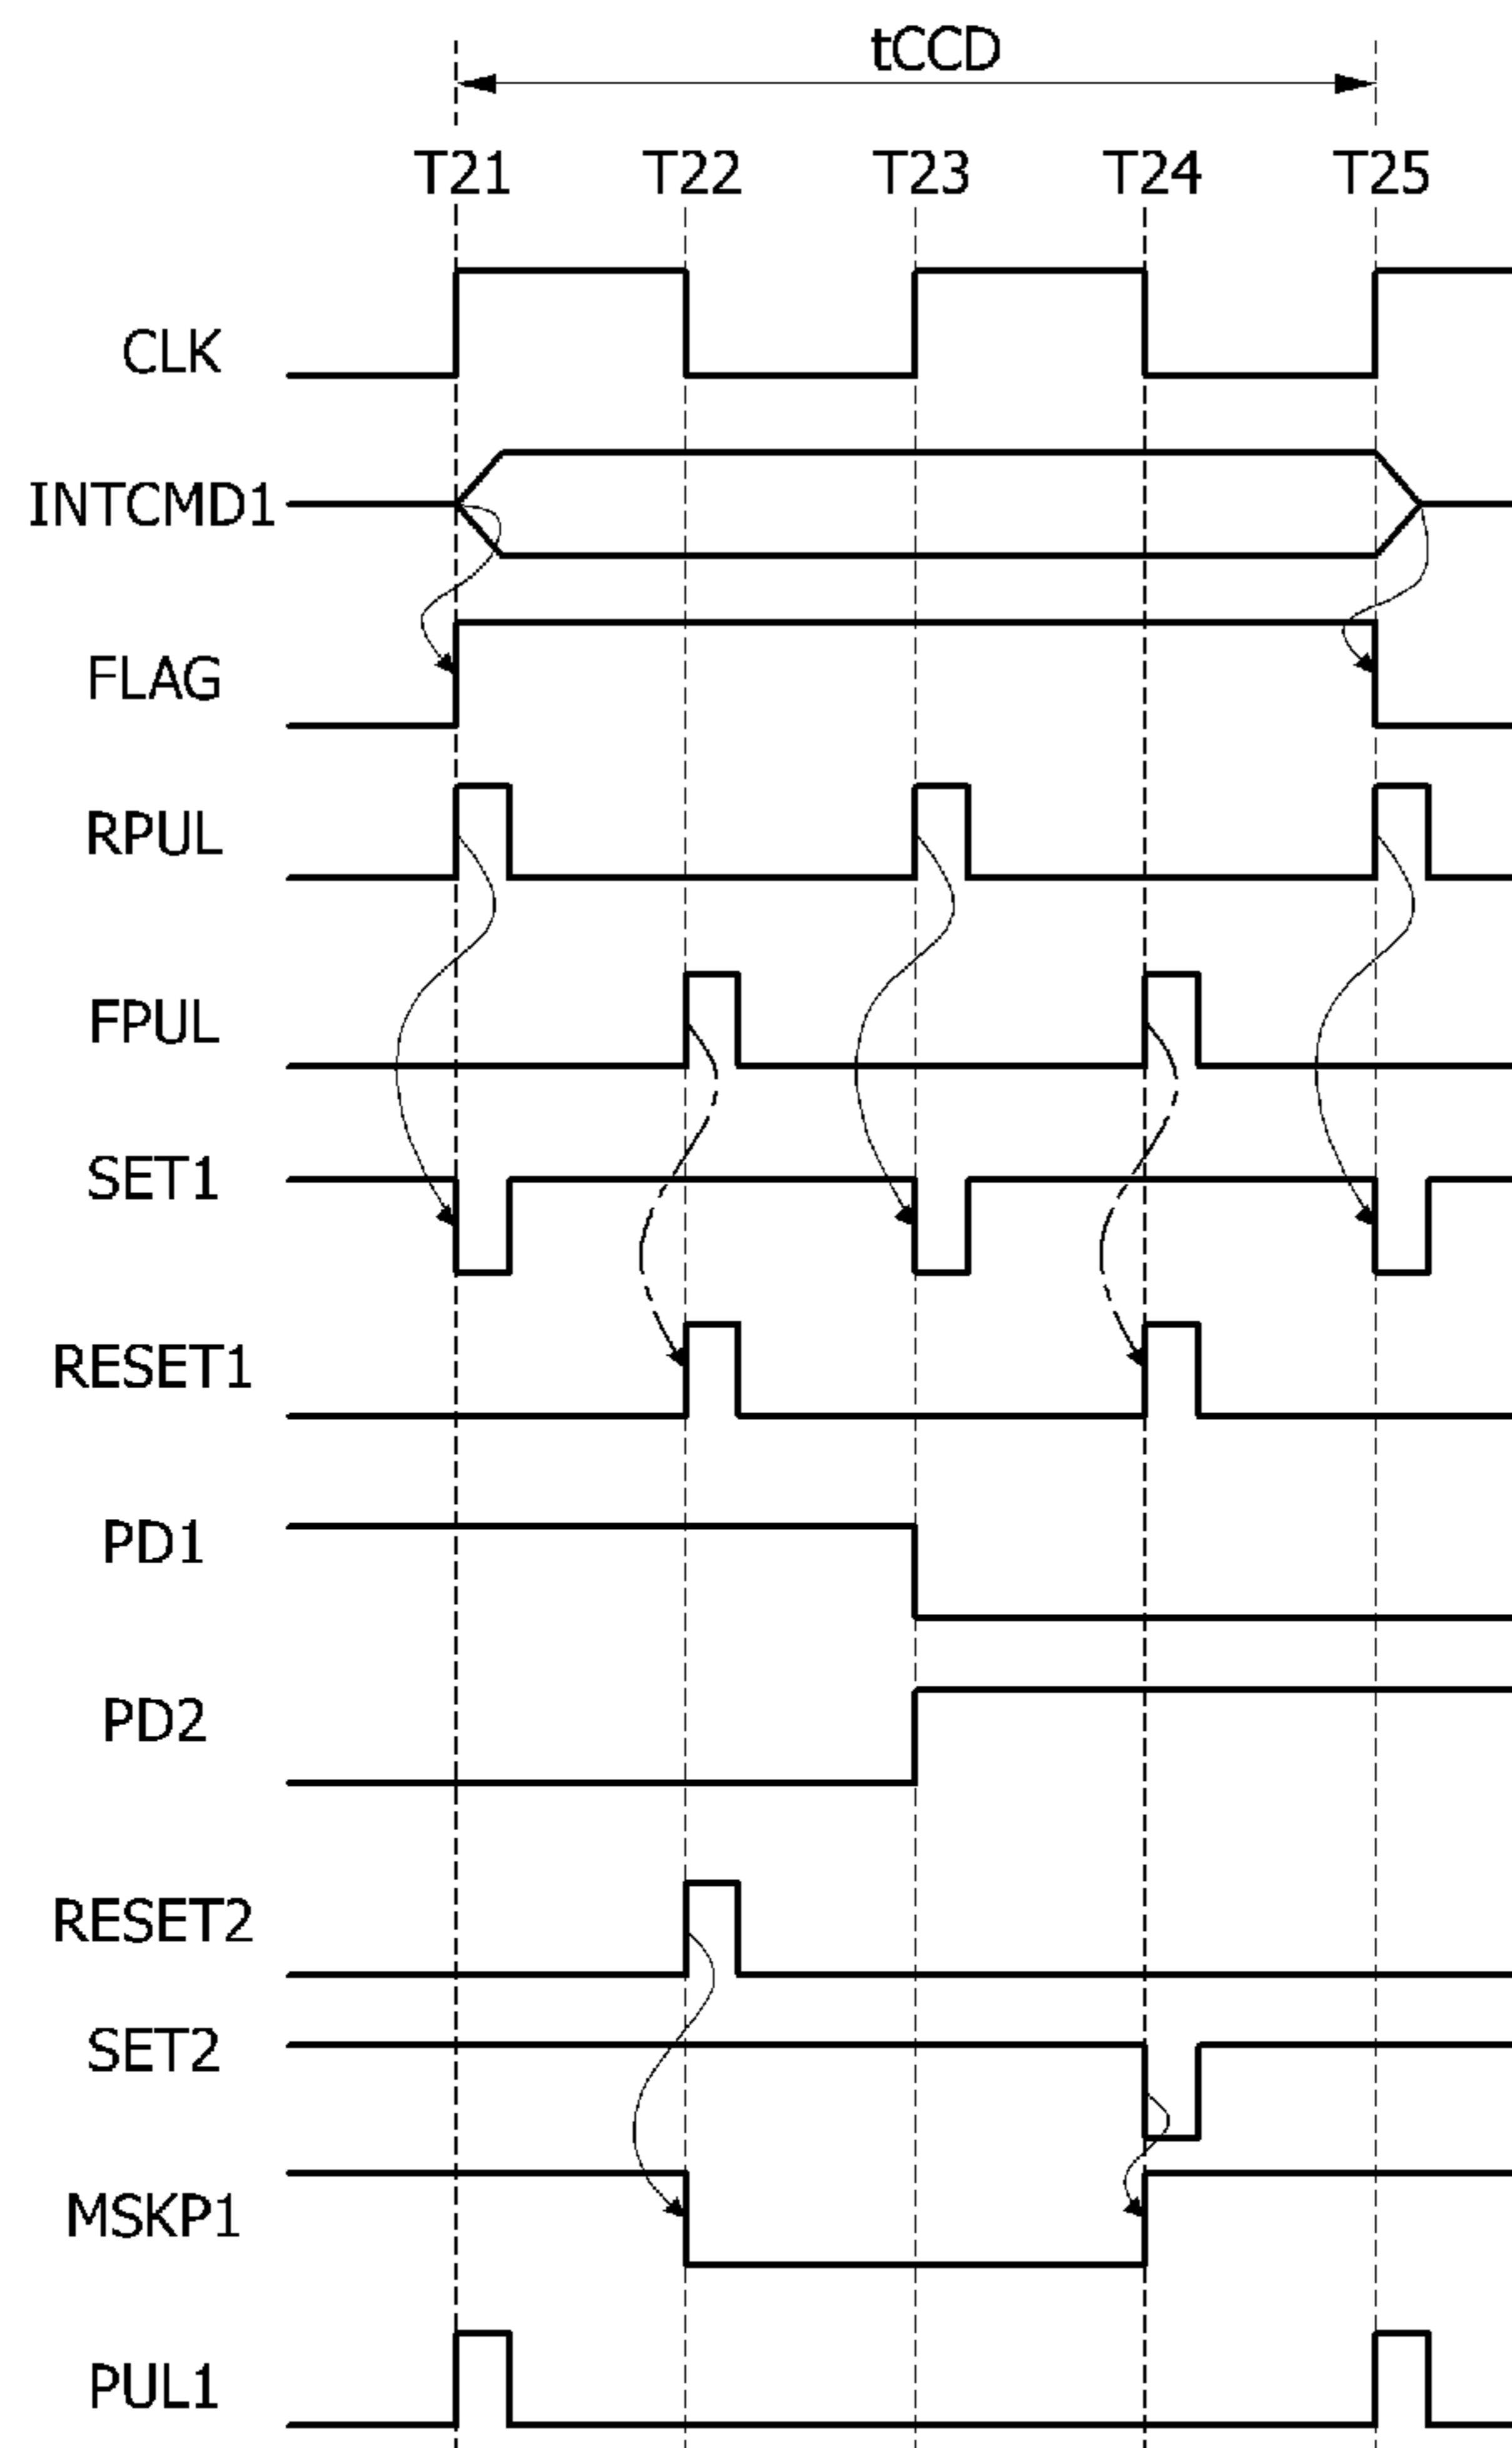 tCCD
T21 T22 T23 T24 T25
CLK
INTCMD1
FLAG
RPUL
FPUL
SET1
RESET1
PD1
PD2
RESET2
SET2
MSKP1
PUL1